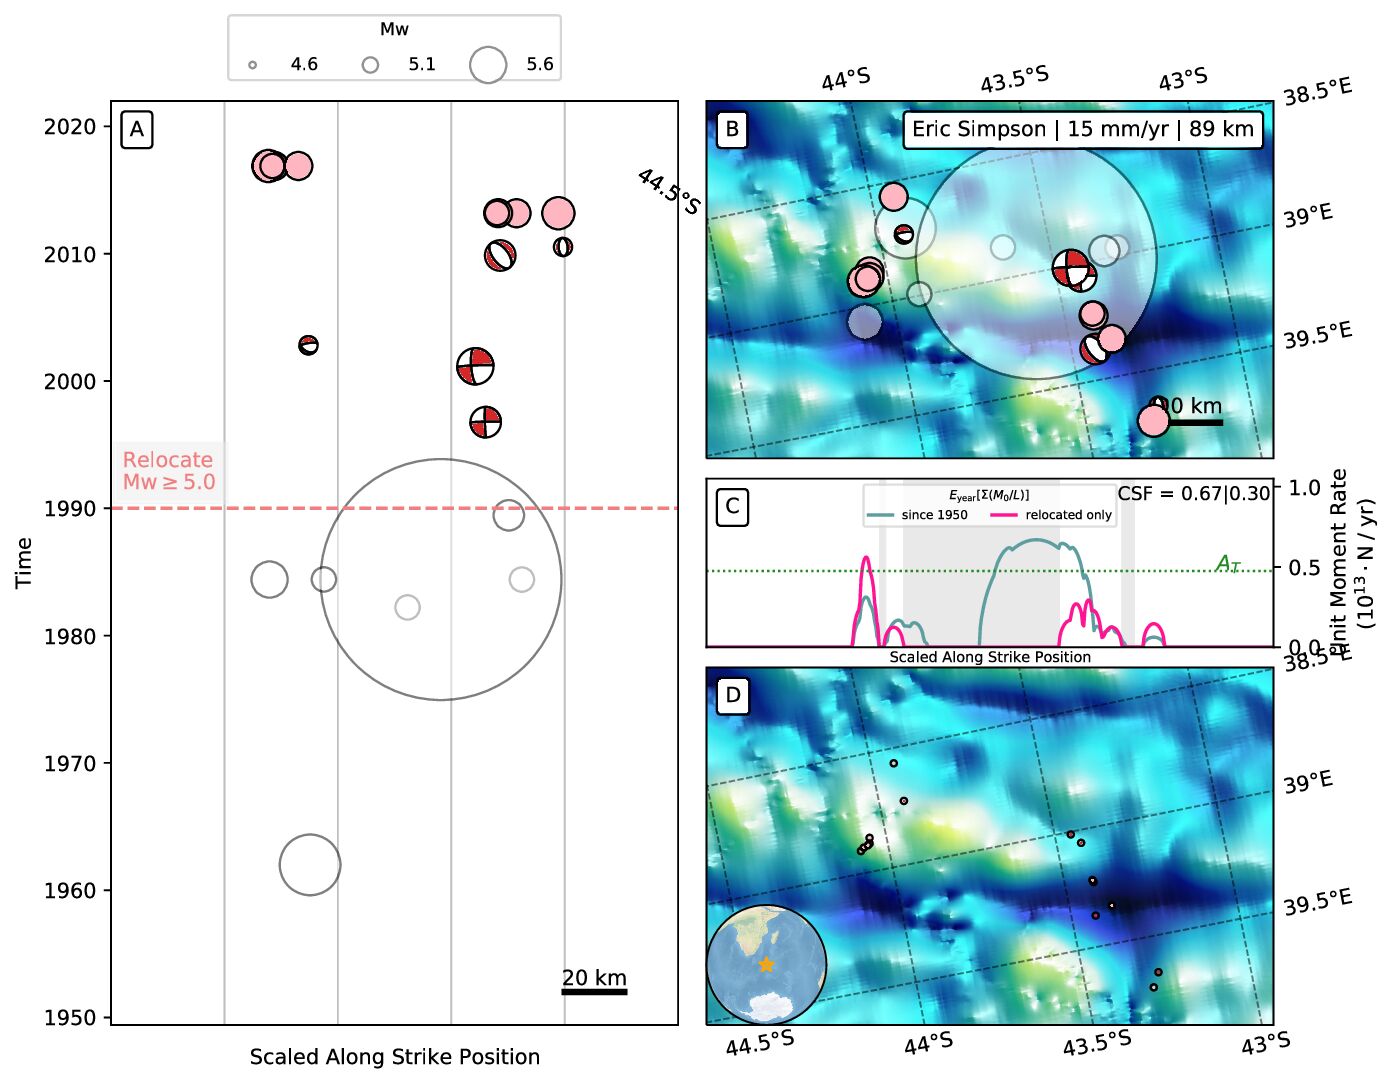 Mw
4.6 5.1 5.6
A
2020
2010
2000
1990
1980
1970
1960
1950
Time
Relocate
Mw ≥ 5.0
20 km
Scaled Along Strike Position
44°S 43.5°S 43°S
38.5°E
B
Eric Simpson | 15 mm/yr | 89 km
44.5°S
39°E
39.5°E
0 km
C
E_year[Σ(M_0/L)]
since 1950 relocated only
CSF = 0.67|0.30
A_T
1.0
0.5
0.0
Unit Moment Rate
(10^13 · N / yr)
Scaled Along Strike Position
38.5°E
D
39°E
39.5°E
44.5°S 44°S 43.5°S 43°S